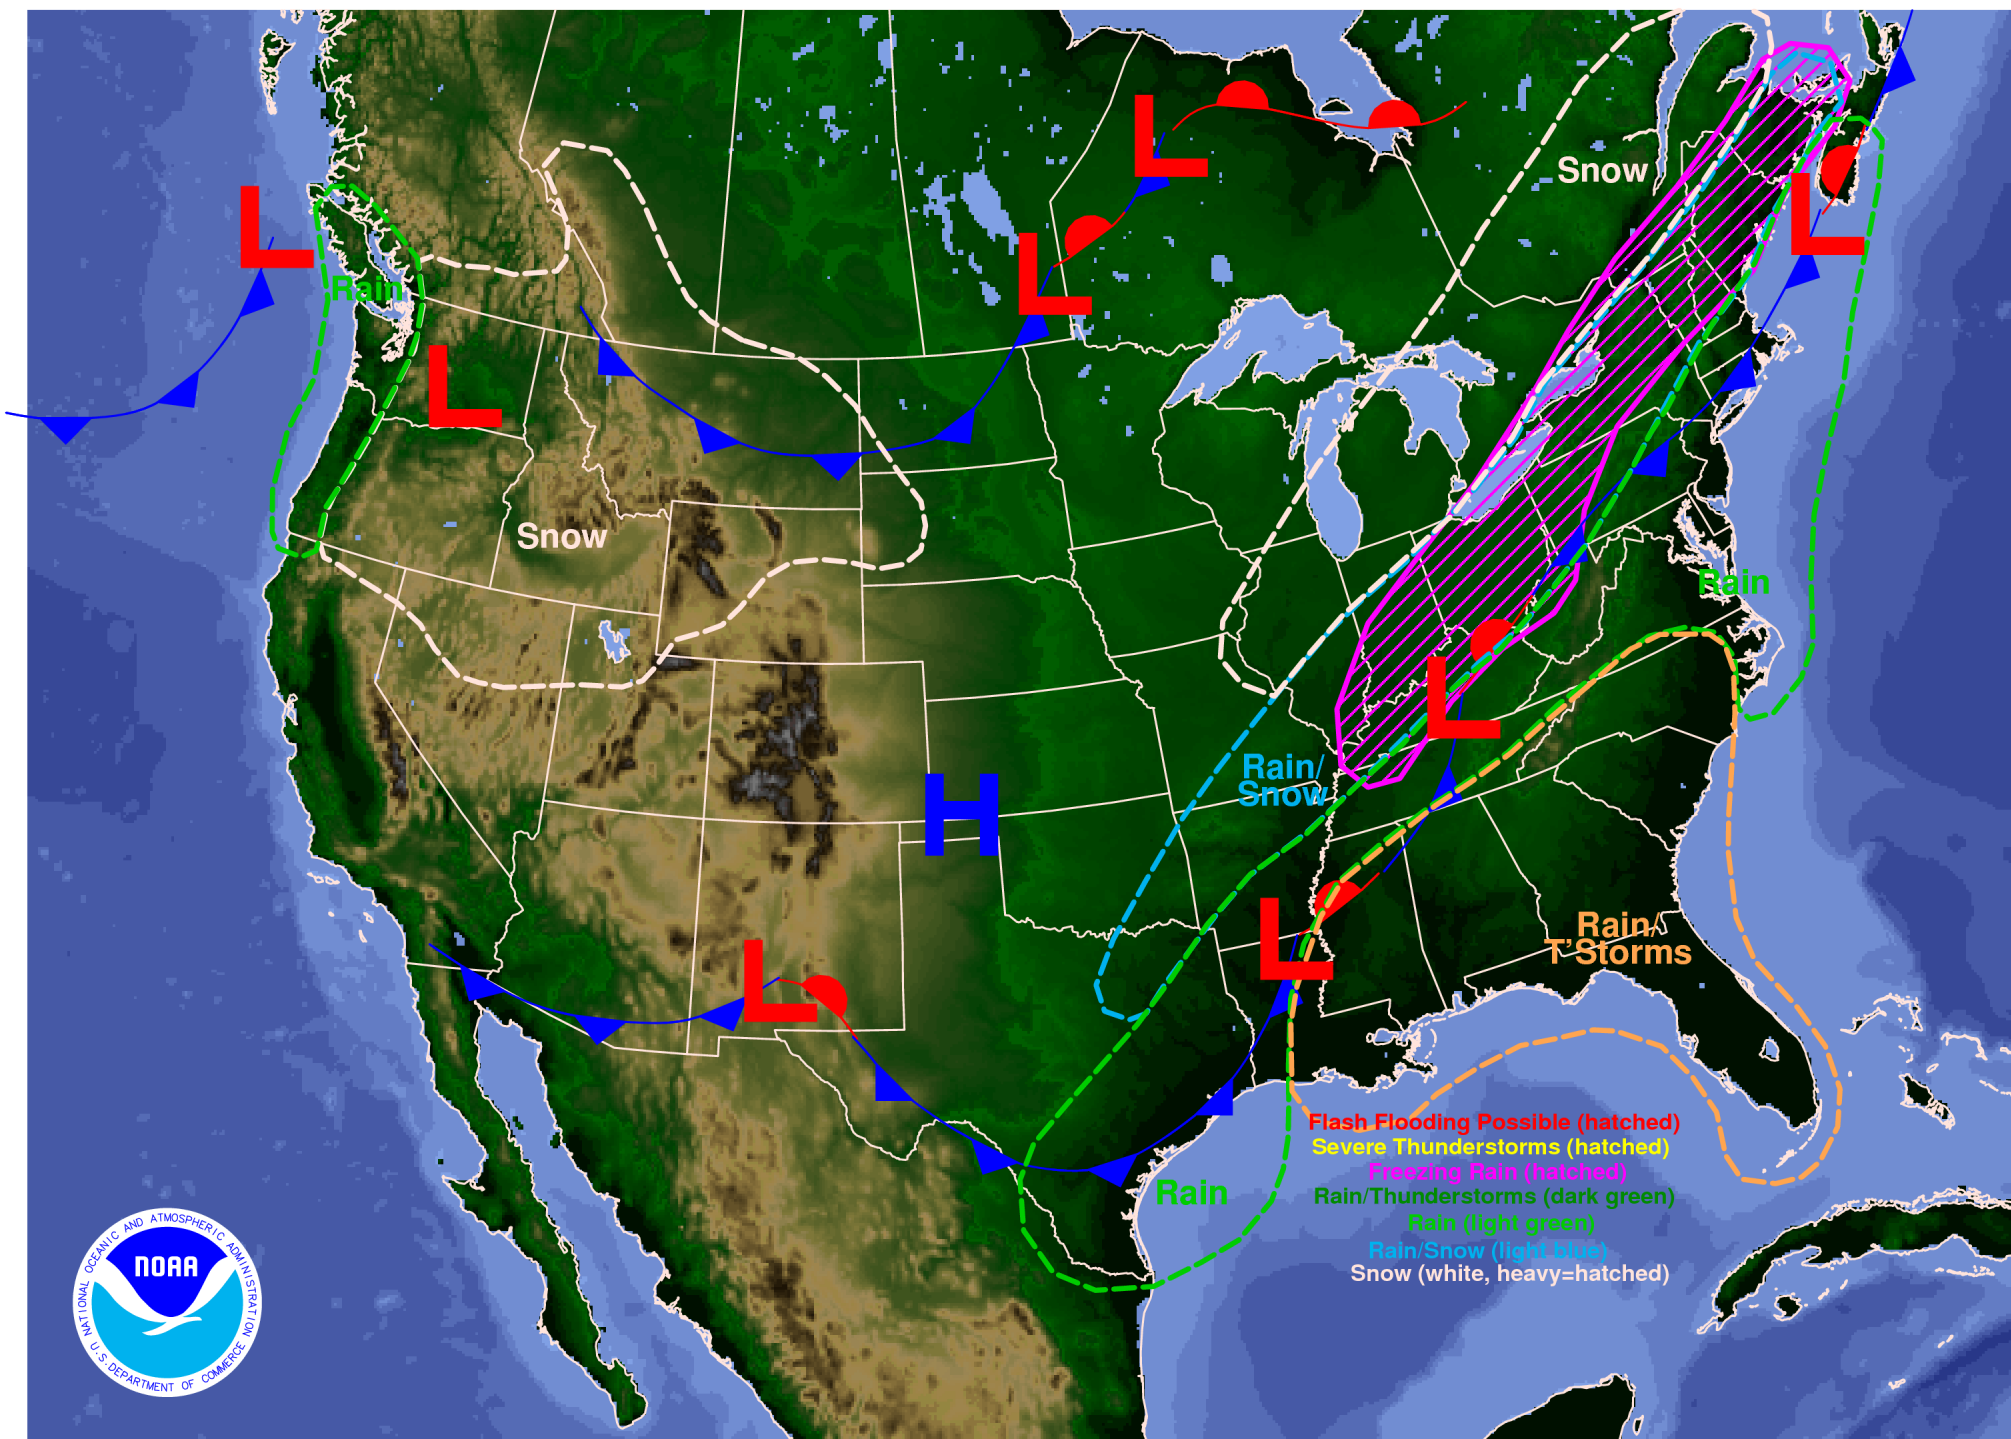 L
L
L
L
L
L
L
L
H
Snow
Rain
Snow
Rain
Rain/
Snow
Rain/
T'Storms
Rain
Flash Flooding Possible (hatched)
Severe Thunderstorms (hatched)
Freezing Rain (hatched)
Rain/Thunderstorms (dark green)
Rain (light green)
Rain/Snow (light blue)
Snow (white, heavy=hatched)
NATIONAL OCEANIC AND ATMOSPHERIC ADMINISTRATION
NOAA
U.S. DEPARTMENT OF COMMERCE